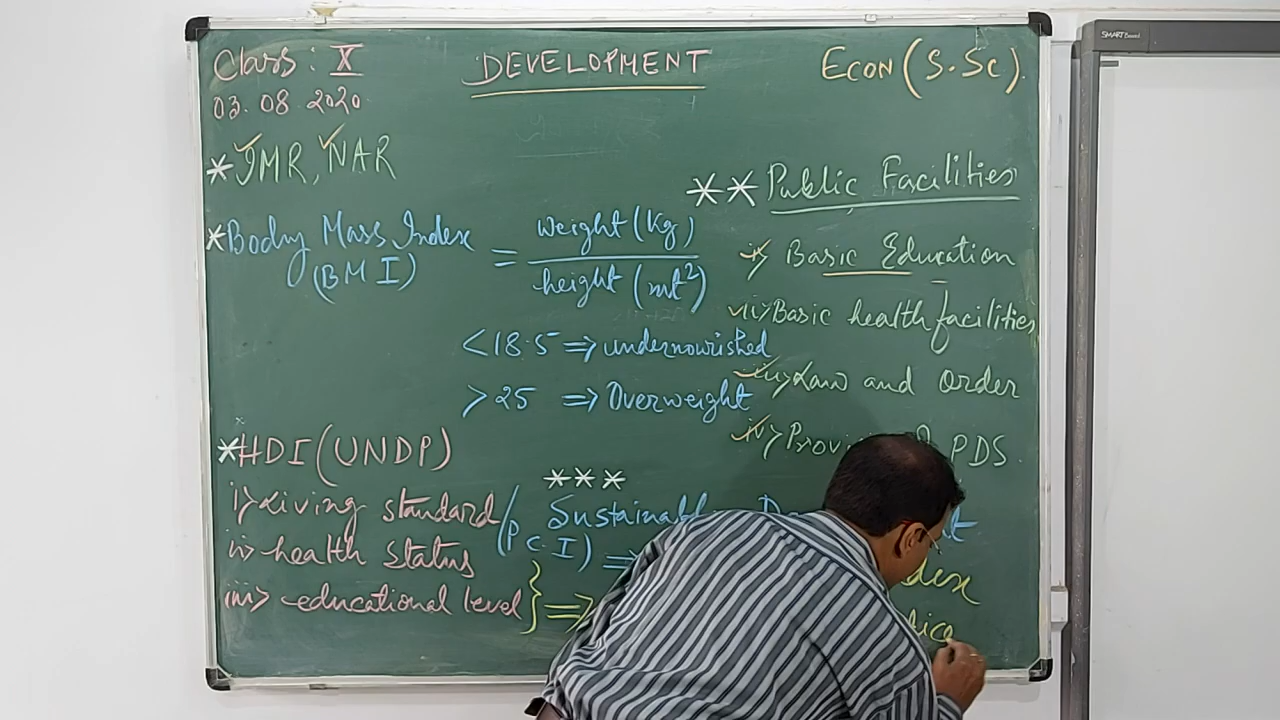 Class : X
03.08.2020
DEVELOPMENT
ECON (S.Sc)
SMART Board
* IMR, NAR
* Body Mass Index (BMI) = weight (Kg) / height (mt²)
<18.5 ⇒ undernourished
>25 ⇒ Overweight
* HDI (UNDP)
i> Living standard (P.C.I) ⇒
ii> health status
iii> educational level } ⇒
** Public Facilities
i> Basic Education
ii> Basic health facilities
iii> Law and Order
iv> PDS
***
Sustainable